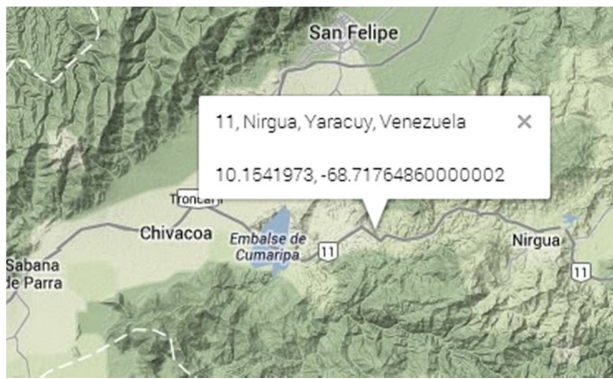 San Felipe
11, Nirgua, Yaracuy, Venezuela ×
10.1541973, -68.71764860000002
Chivacoa
Embalse de
Cumaripa
11
Nirgua
11
Sabana
de Parra